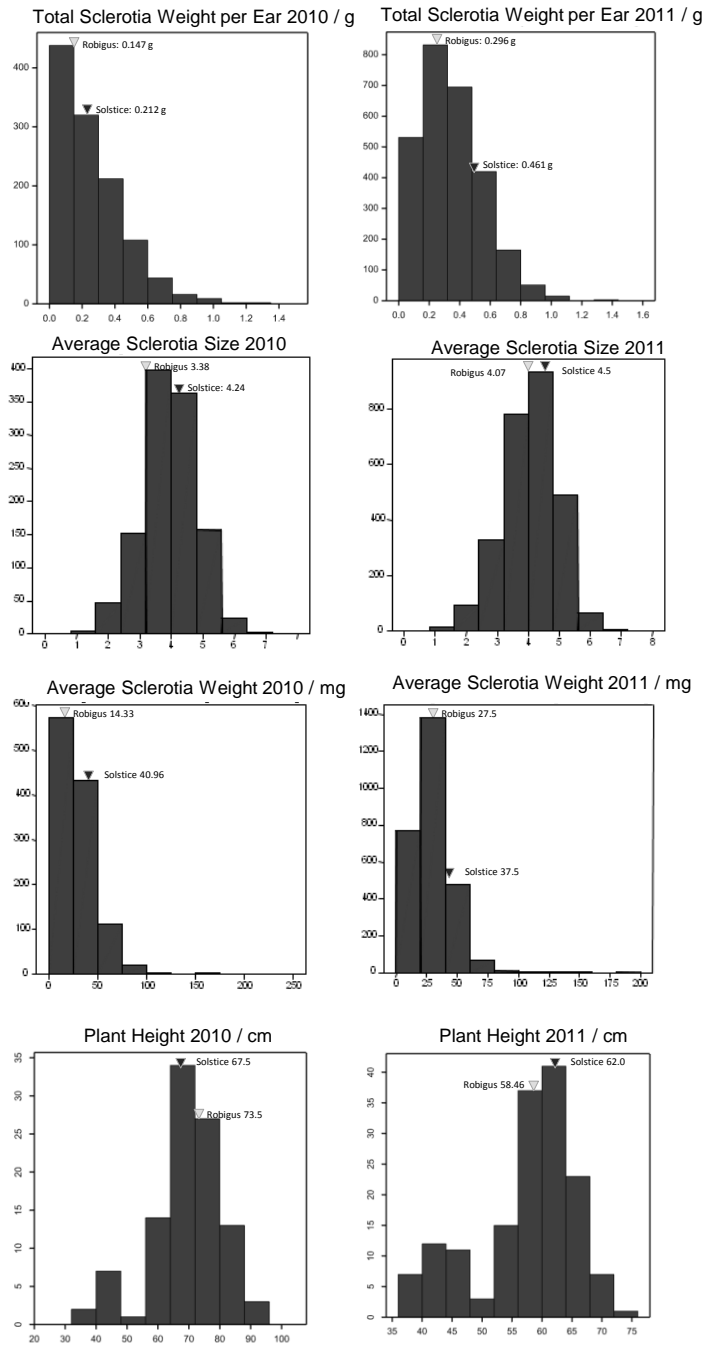 Total Sclerotia Weight per Ear 2010 / g
Robigus: 0.147 g
Solstice: 0.212 g
400
300
200
100
0
0.0 0.2 0.4 0.6 0.8 1.0 1.2 1.4
Total Sclerotia Weight per Ear 2011 / g
Robigus: 0.296 g
Solstice: 0.461 g
800
700
600
500
400
300
200
100
0
0.0 0.2 0.4 0.6 0.8 1.0 1.2 1.4 1.6
Average Sclerotia Size 2010
Robigus 3.38
Solstice: 4.24
400
350
300
250
200
150
100
50
0
0 1 2 3 4 5 6 7
Average Sclerotia Size 2011
Robigus 4.07
Solstice 4.5
800
600
400
200
0
0 1 2 3 4 5 6 7 8
Average Sclerotia Weight 2010 / mg
Robigus 14.33
Solstice 40.96
600
500
400
300
200
100
0
0 50 100 150 200 250
Average Sclerotia Weight 2011 / mg
Robigus 27.5
Solstice 37.5
1400
1200
1000
800
600
400
200
0
0 25 50 75 100 125 150 175 200
Plant Height 2010 / cm
Solstice 67.5
Robigus 73.5
35
30
25
20
15
10
5
0
20 30 40 50 60 70 80 90 100
Plant Height 2011 / cm
Solstice 62.0
Robigus 58.46
40
35
30
25
20
15
10
5
0
35 40 45 50 55 60 65 70 75